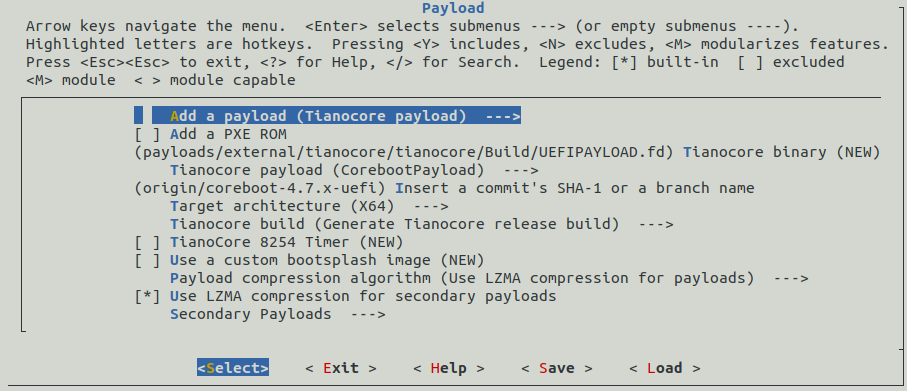 Payload
Arrow keys navigate the menu.  <Enter> selects submenus ---> (or empty submenus ----).
Highlighted letters are hotkeys.  Pressing <Y> includes, <N> excludes, <M> modularizes features.
Press <Esc><Esc> to exit, <?> for Help, </> for Search.  Legend: [*] built-in  [ ] excluded
<M> module  < > module capable
Add a payload (Tianocore payload)  --->
[ ] Add a PXE ROM
(payloads/external/tianocore/tianocore/Build/UEFIPAYLOAD.fd) Tianocore binary (NEW)
Tianocore payload (CorebootPayload)  --->
(origin/coreboot-4.7.x-uefi) Insert a commit's SHA-1 or a branch name
Target architecture (X64)  --->
Tianocore build (Generate Tianocore release build)  --->
[ ] TianoCore 8254 Timer (NEW)
[ ] Use a custom bootsplash image (NEW)
Payload compression algorithm (Use LZMA compression for payloads)  --->
[*] Use LZMA compression for secondary payloads
Secondary Payloads  --->
<Select>    < Exit >    < Help >    < Save >    < Load >